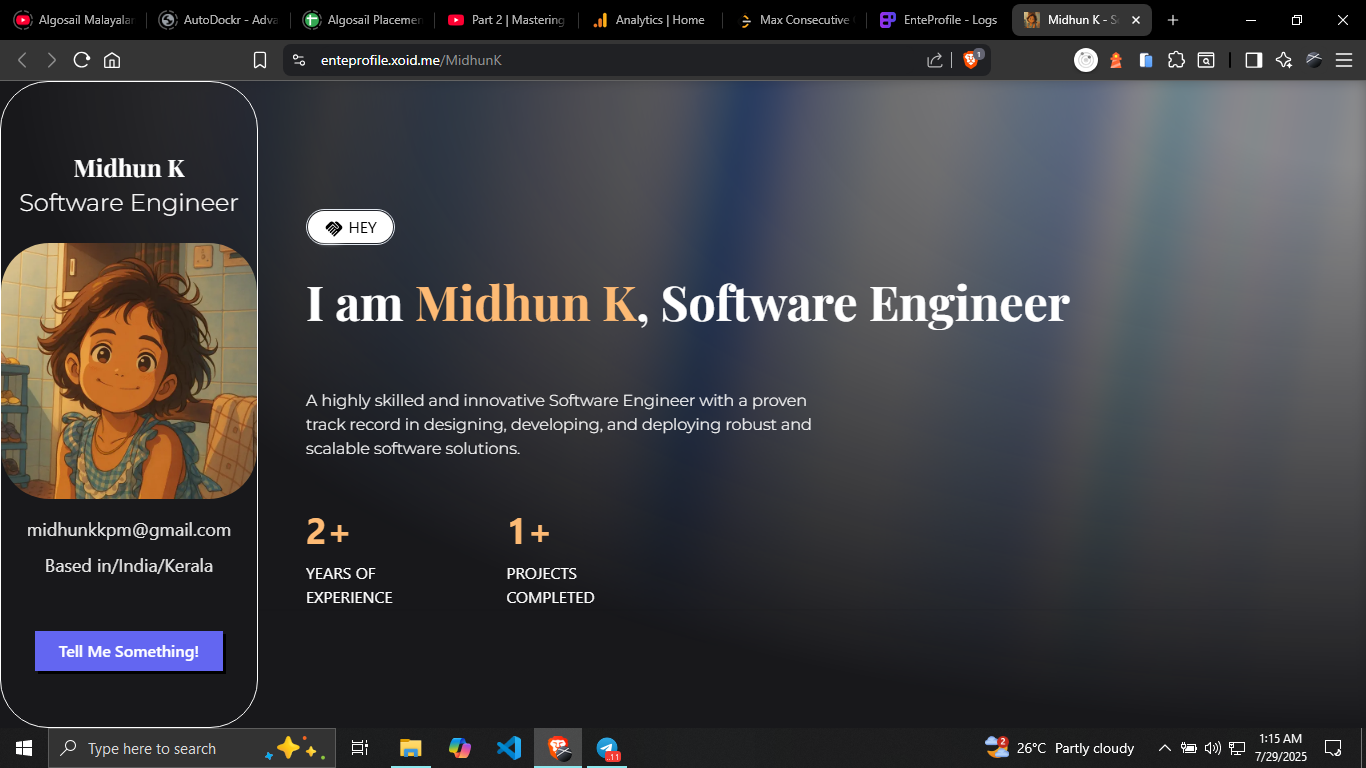 Algosail Malayalar
AutoDockr - Adva
Algosail Placemen
Part 2 | Mastering
Analytics | Home
Max Consecutive
EnteProfile - Logs
Midhun K - S
enteprofile.xoid.me/MidhunK
1
Midhun K
Software Engineer
midhunkkpm@gmail.com
Based in/India/Kerala
Tell Me Something!
HEY
I am Midhun K, Software Engineer
A highly skilled and innovative Software Engineer with a proven
track record in designing, developing, and deploying robust and
scalable software solutions.
2+
YEARS OF
EXPERIENCE
1+
PROJECTS
COMPLETED
Type here to search
.11
2
26°C Partly cloudy
1:15 AM
7/29/2025